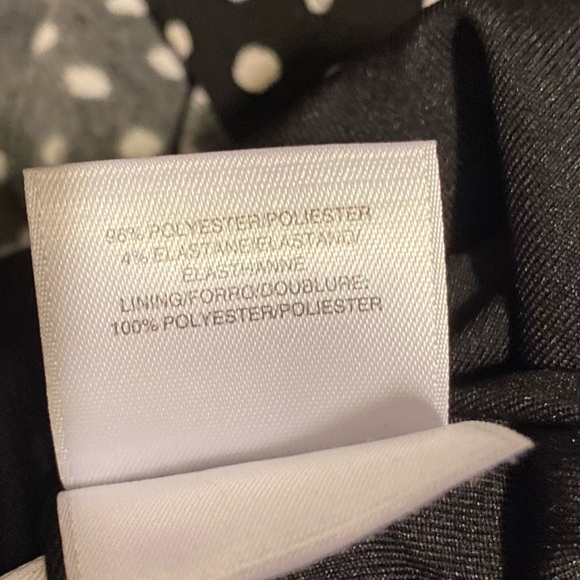 96% POLYESTER/POLIESTER
4% ELASTANE/ELASTANO/
ELASTHANNE
LINING/FORRO/DOUBLURE:
100% POLYESTER/POLIESTER